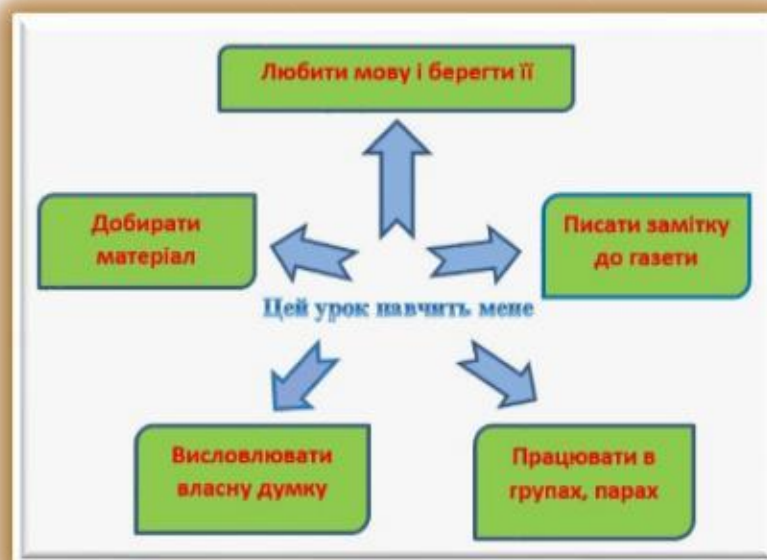 Любити мову і берегти її
Добирати
матеріал
Писати замітку
до газети
Цей урок навчить мене
Висловлювати
власну думку
Працювати в
групах, парах